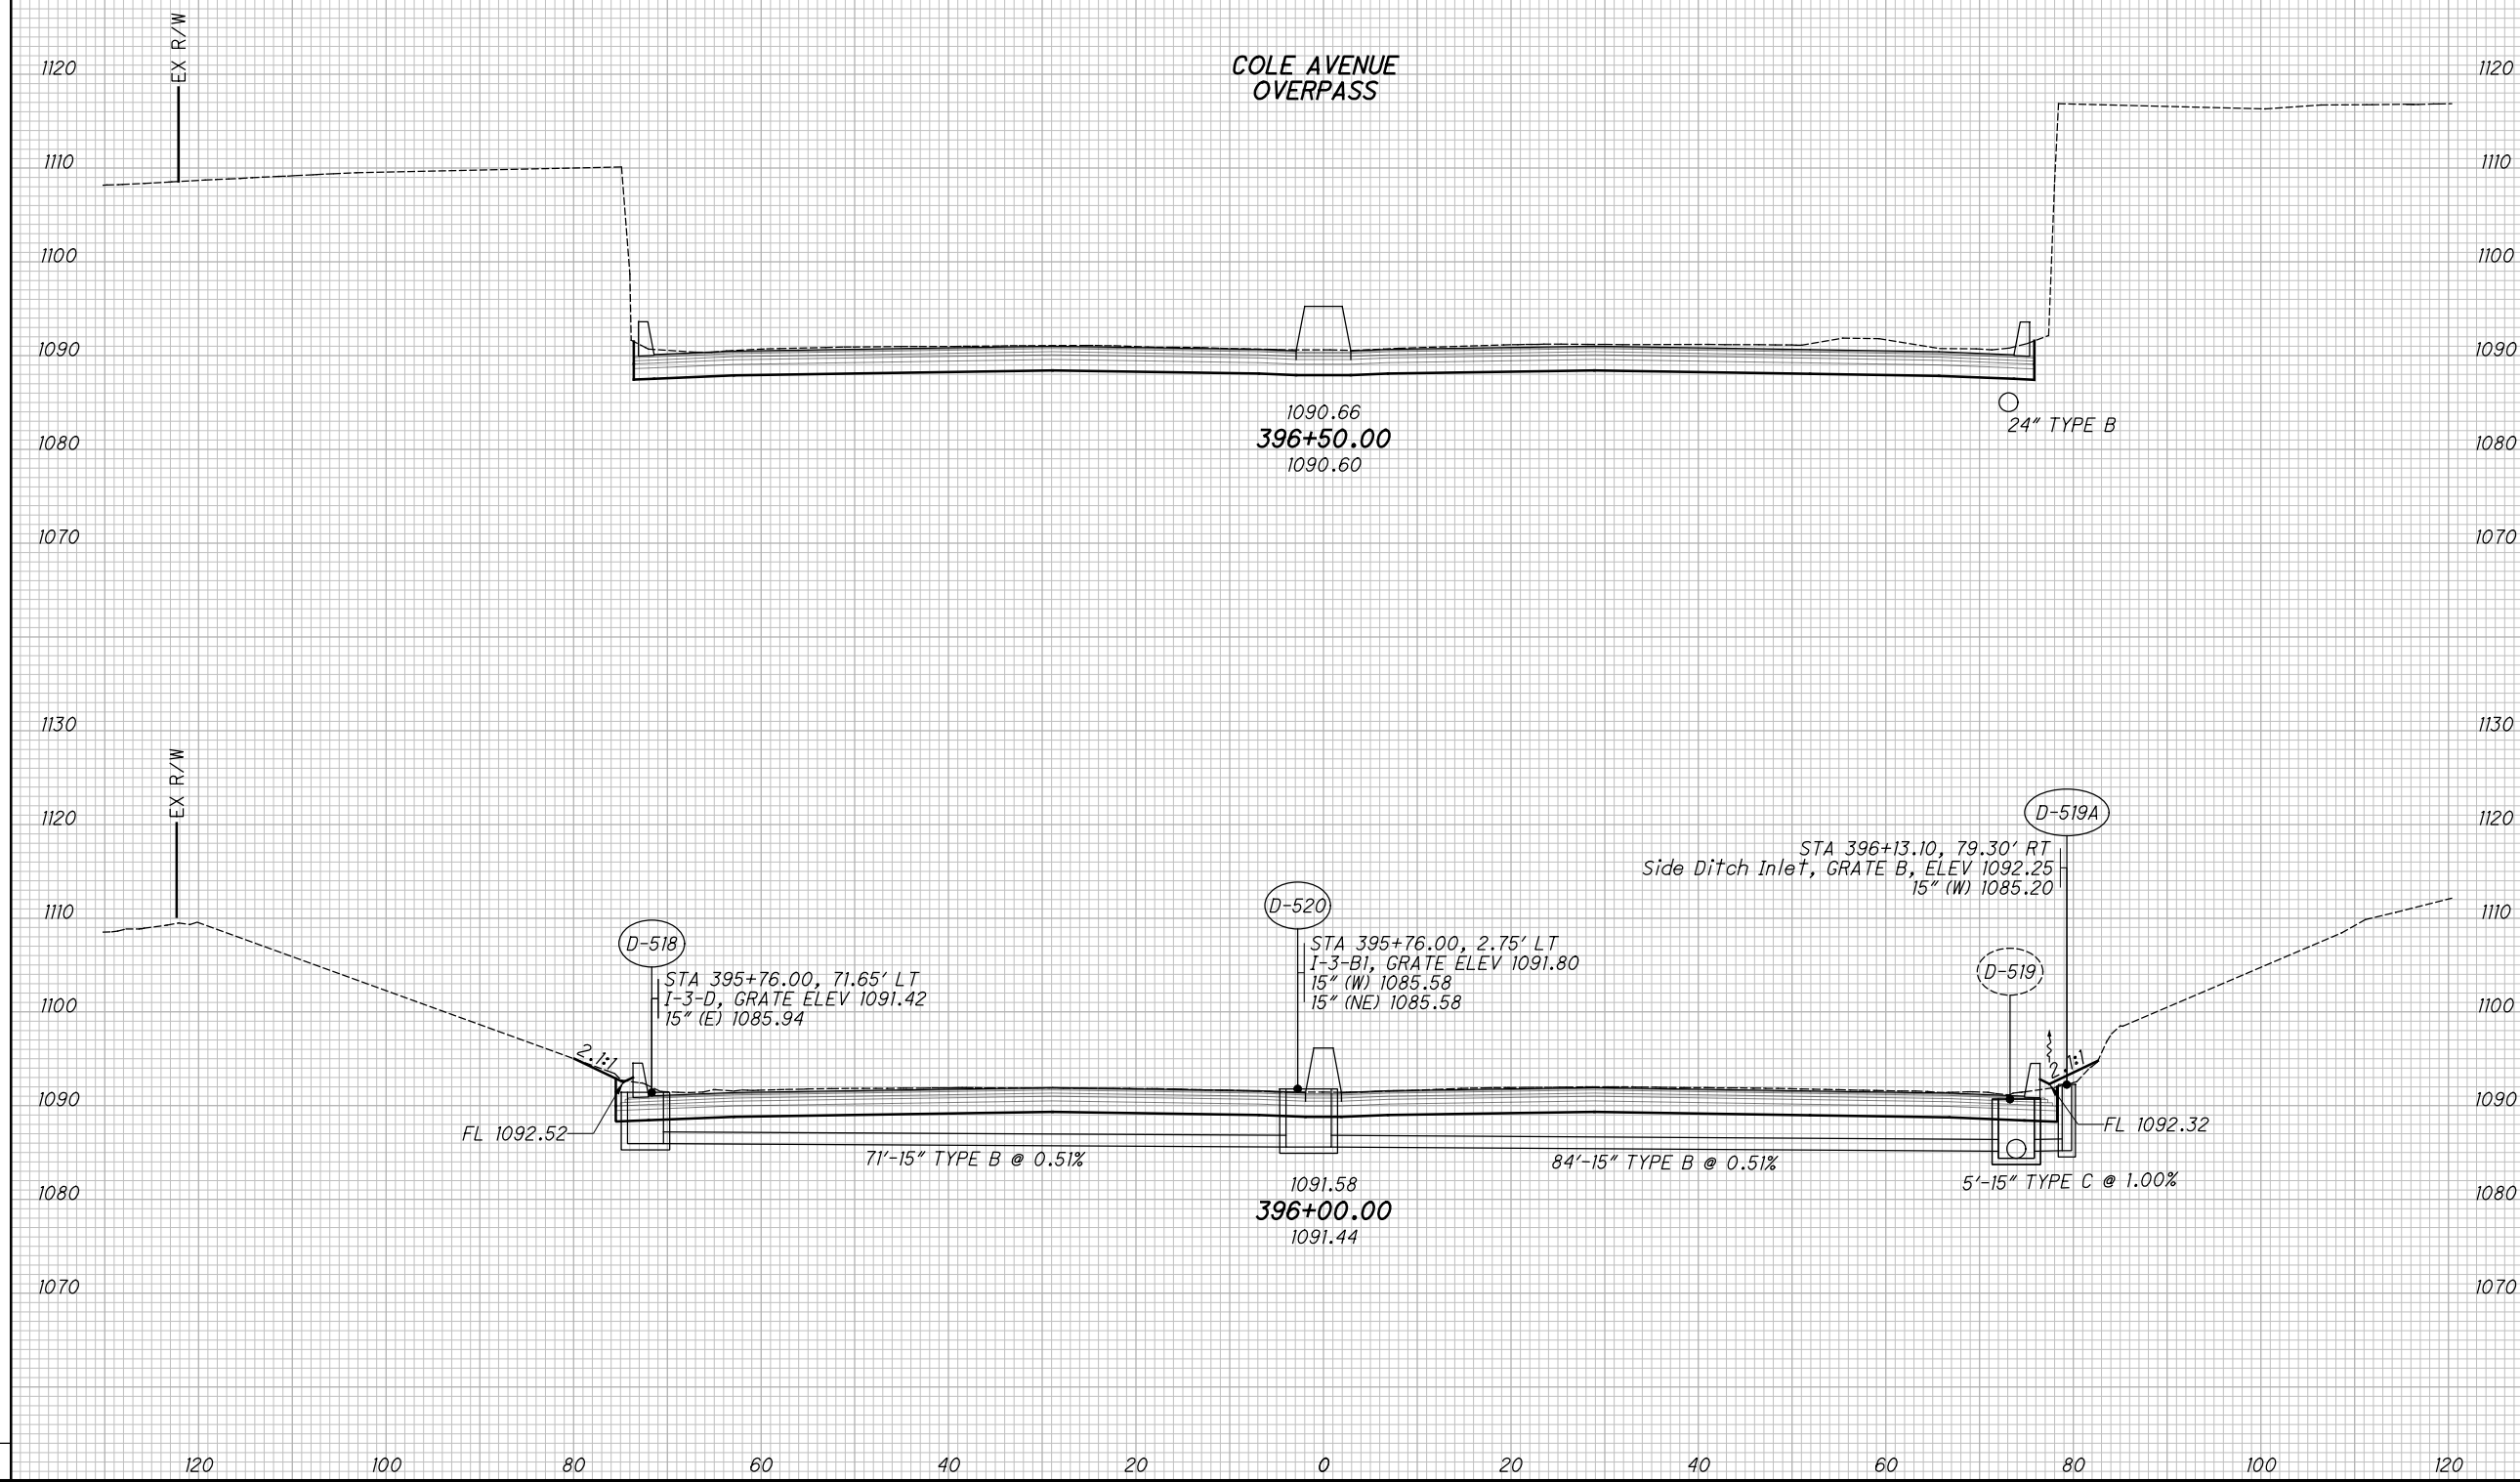 EX R/W
COLE AVENUE
OVERPASS
1120 1120
1110 1110
1100 1100
1090 1090
1080 1080
1070 1070
1090.66
396+50.00
1090.60
24" TYPE B
EX R/W
1130 1130
1120 1120
1110 1110
1100 1100
1090 1090
1080 1080
1070 1070
D-518
STA 395+76.00, 71.65' LT
I-3-D, GRATE ELEV 1091.42
15" (E) 1085.94
D-520
STA 395+76.00, 2.75' LT
I-3-B1, GRATE ELEV 1091.80
15" (W) 1085.58
15" (NE) 1085.58
D-519A
STA 396+13.10, 79.30' RT
Side Ditch Inlet, GRATE B, ELEV 1092.25
15" (W) 1085.20
D-519
2.1:1
2.1:1
FL 1092.52
FL 1092.32
71'-15" TYPE B @ 0.51%
84'-15" TYPE B @ 0.51%
5'-15" TYPE C @ 1.00%
1091.58
396+00.00
1091.44
120 100 80 60 40 20 0 20 40 60 80 100 120